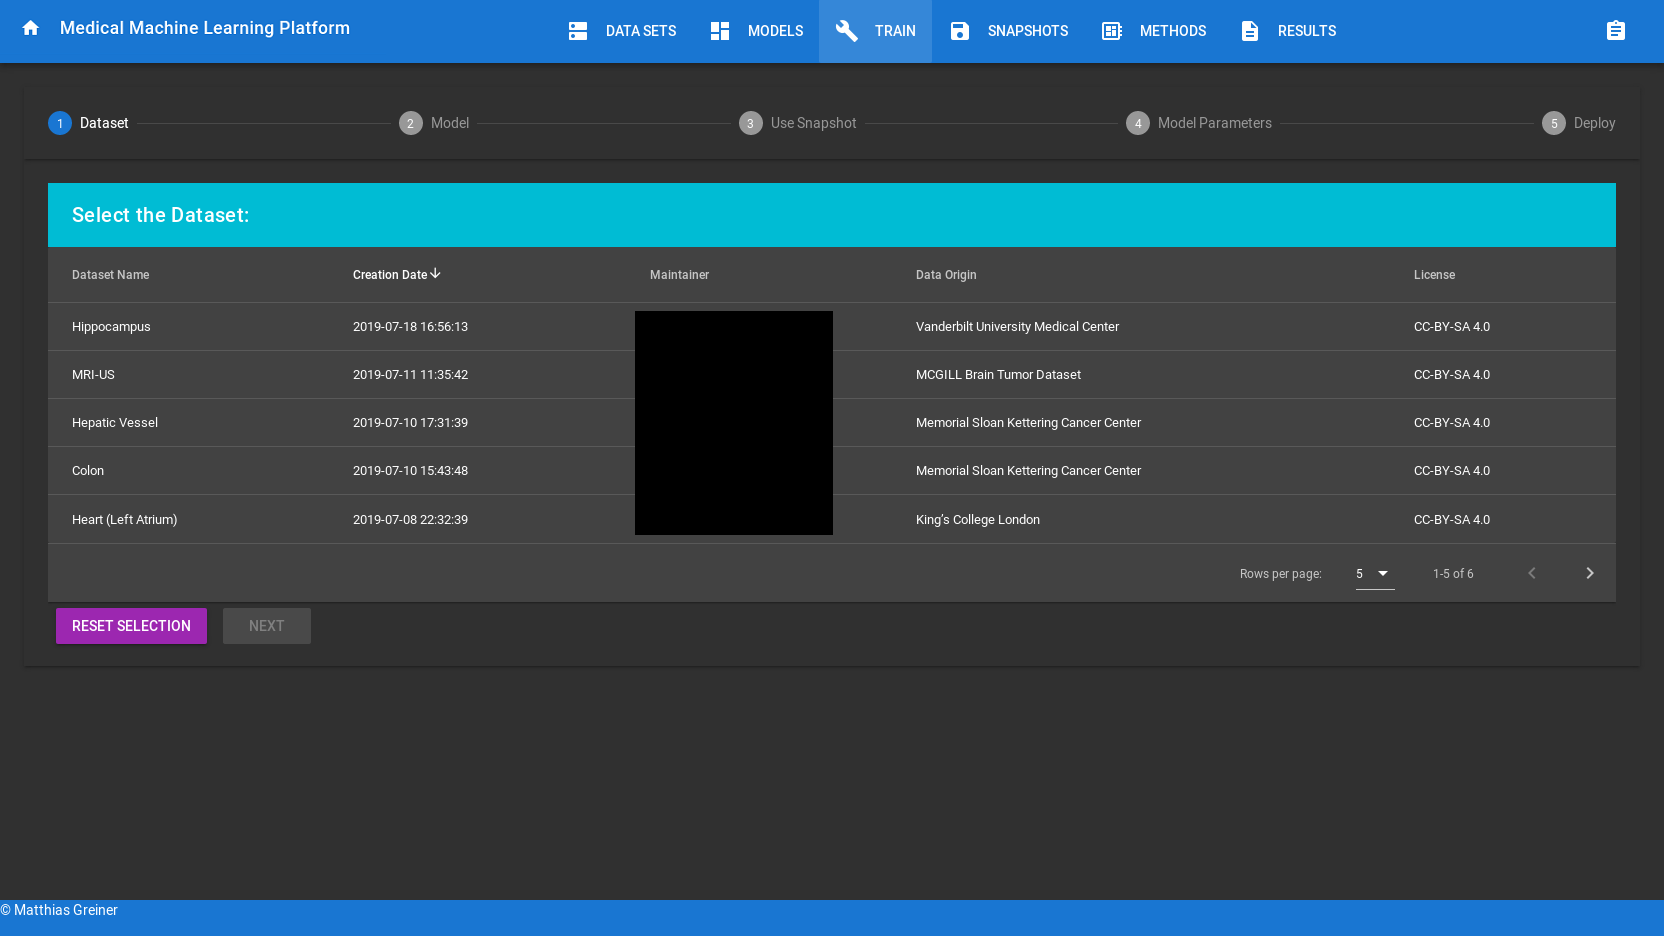 Medical Machine Learning Platform DATA SETS MODELS TRAIN SNAPSHOTS METHODS RESULTS
1 Dataset 2 Model 3 Use Snapshot 4 Model Parameters 5 Deploy
Select the Dataset:
Dataset Name Creation Date Maintainer Data Origin License
Hippocampus 2019-07-18 16:56:13 Vanderbilt University Medical Center CC-BY-SA 4.0
MRI-US 2019-07-11 11:35:42 MCGILL Brain Tumor Dataset CC-BY-SA 4.0
Hepatic Vessel 2019-07-10 17:31:39 Memorial Sloan Kettering Cancer Center CC-BY-SA 4.0
Colon 2019-07-10 15:43:48 Memorial Sloan Kettering Cancer Center CC-BY-SA 4.0
Heart (Left Atrium) 2019-07-08 22:32:39 King’s College London CC-BY-SA 4.0
Rows per page: 5 1-5 of 6
RESET SELECTION NEXT
© Matthias Greiner